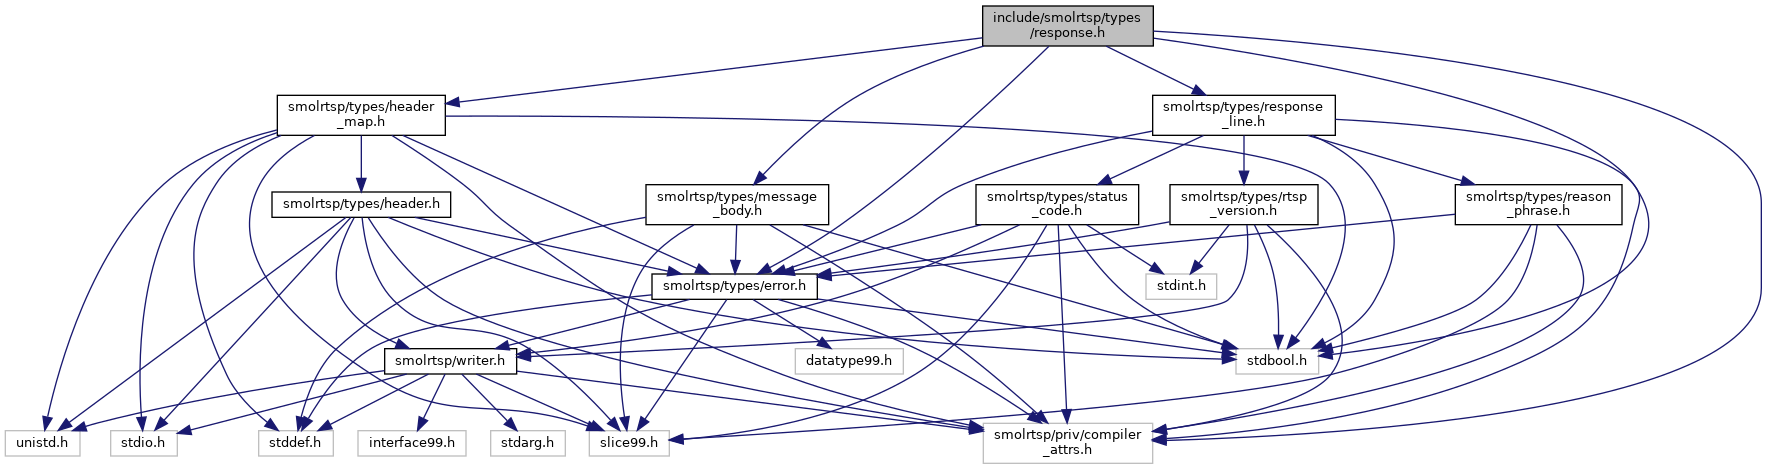 include/smolrtsp/types
/response.h
smolrtsp/types/header
_map.h
smolrtsp/types/response
_line.h
smolrtsp/types/header.h
smolrtsp/types/message
_body.h
smolrtsp/types/status
_code.h
smolrtsp/types/rtsp
_version.h
smolrtsp/types/reason
_phrase.h
smolrtsp/types/error.h
stdint.h
smolrtsp/writer.h
datatype99.h
stdbool.h
unistd.h
stdio.h
stddef.h
interface99.h
stdarg.h
slice99.h
smolrtsp/priv/compiler
_attrs.h